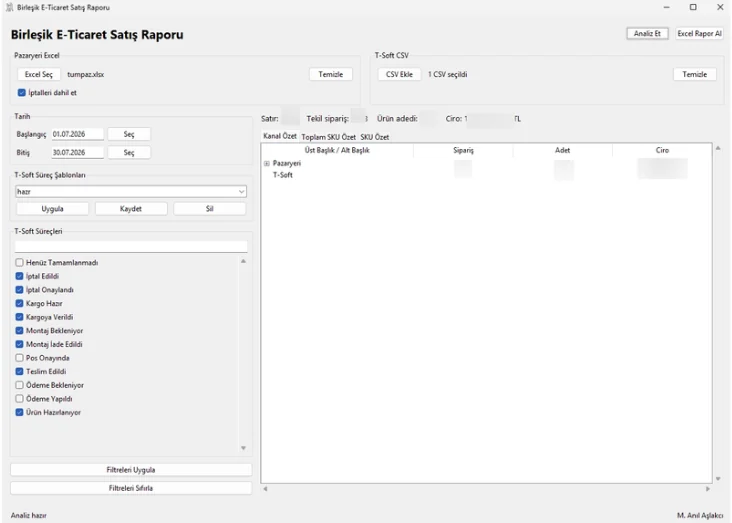 Birleşik E-Ticaret Satış Raporu
Birleşik E-Ticaret Satış Raporu
Analiz Et Excel Rapor Al
Pazaryeri Excel
Excel Seç tumpaz.xlsx Temizle
İptalleri dahil et
T-Soft CSV
CSV Ekle 1 CSV seçildi Temizle
Tarih
Başlangıç 01.07.2026 Seç
Bitiş 30.07.2026 Seç
T-Soft Süreç Şablonları
hazr
Uygula Kaydet Sil
T-Soft Süreçleri
Henüz Tamamlanmadı
İptal Edildi
İptal Onaylandı
Kargo Hazır
Kargoya Verildi
Montaj Bekleniyor
Montaj İade Edildi
Pos Onayında
Teslim Edildi
Ödeme Bekleniyor
Ödeme Yapıldı
Ürün Hazırlanıyor
Filtreleri Uygula
Filtreleri Sıfırla
Satır: Tekil sipariş: Ürün adedi: Ciro: TL
Kanal Özet Toplam SKU Özet SKU Özet
Üst Başlık / Alt Başlık Sipariş Adet Ciro
Pazaryeri
T-Soft
Analiz hazır
M. Anıl Aşlakcı